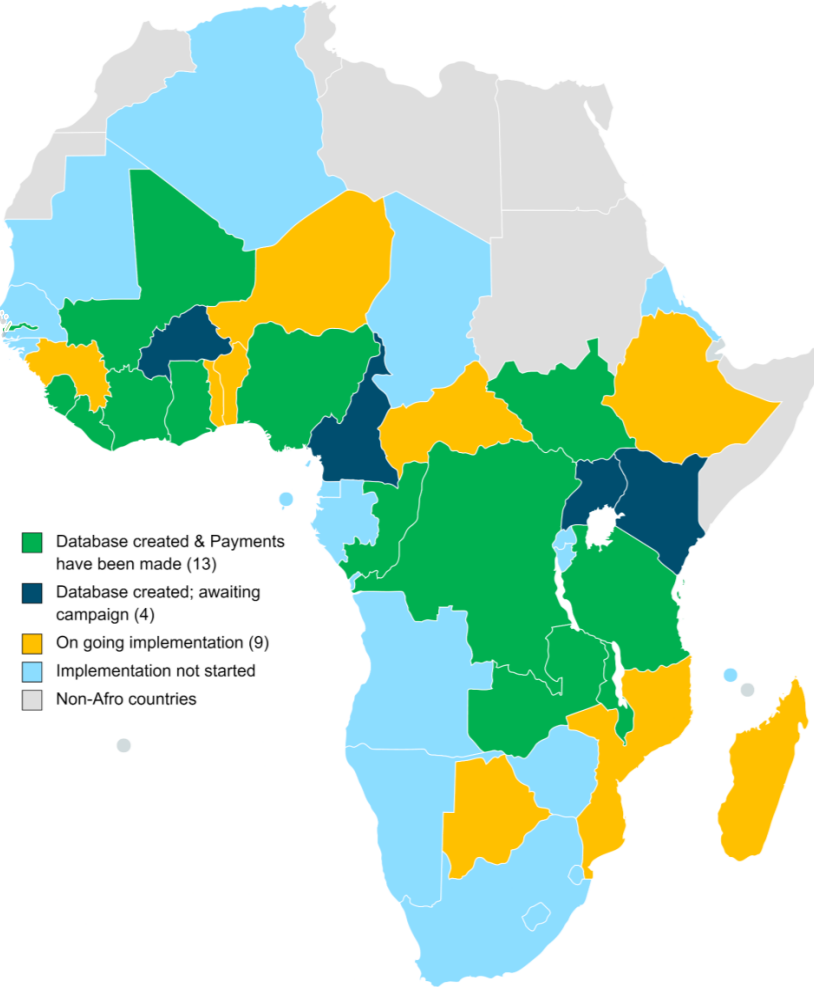 Database created & Payments
have been made (13)
Database created; awaiting
campaign (4)
On going implementation (9)
Implementation not started
Non-Afro countries